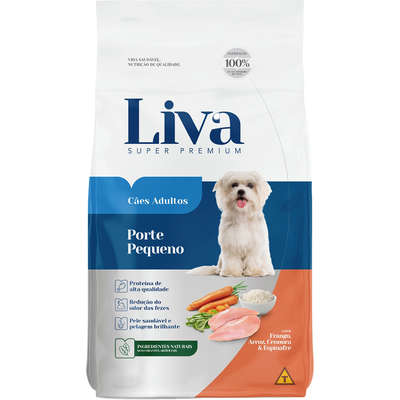 VIDA SAUDÁVEL,
NUTRIÇÃO DE QUALIDADE.
100%
Liva
SUPER PREMIUM
Cães Adultos
Porte
Pequeno
Proteína de
alta qualidade
Redução do
odor das fezes
Pele saudável e
pelagem brilhante
INGREDIENTES NATURAIS
Frango,
Arroz, Cenoura
& Espinafre
T